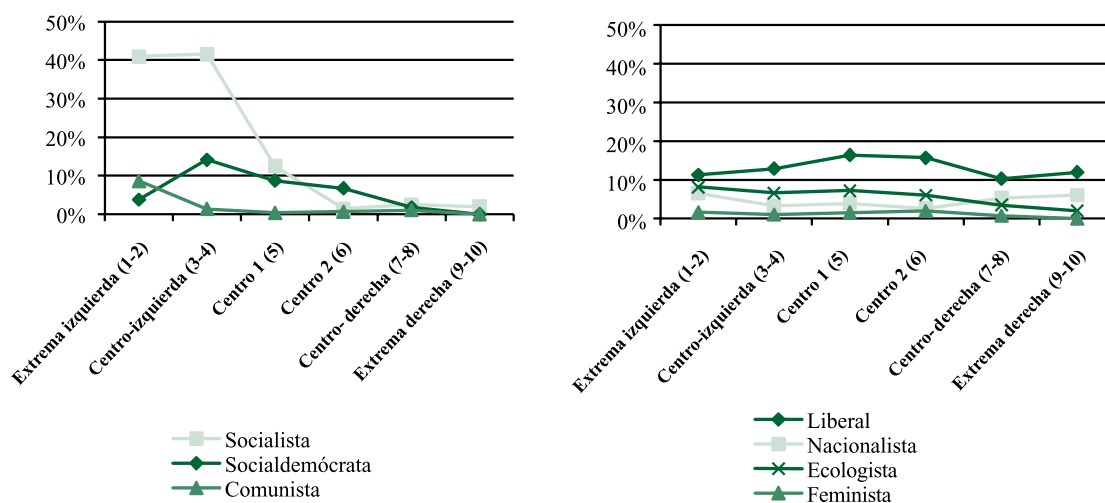 50%
40%
30%
20%
10%
0%
Extrema izquierda (1-2)
Centro-izquierda (3-4)
Centro 1 (5)
Centro 2 (6)
Centro- derecha (7-8)
Extrema derecha (9-10)
Socialista
Socialdemócrata
Comunista
50%
40%
30%
20%
10%
0%
Extrema izquierda (1-2)
Centro-izquierda (3-4)
Centro 1 (5)
Centro 2 (6)
Centro- derecha (7-8)
Extrema derecha (9-10)
Liberal
Nacionalista
Ecologista
Feminista